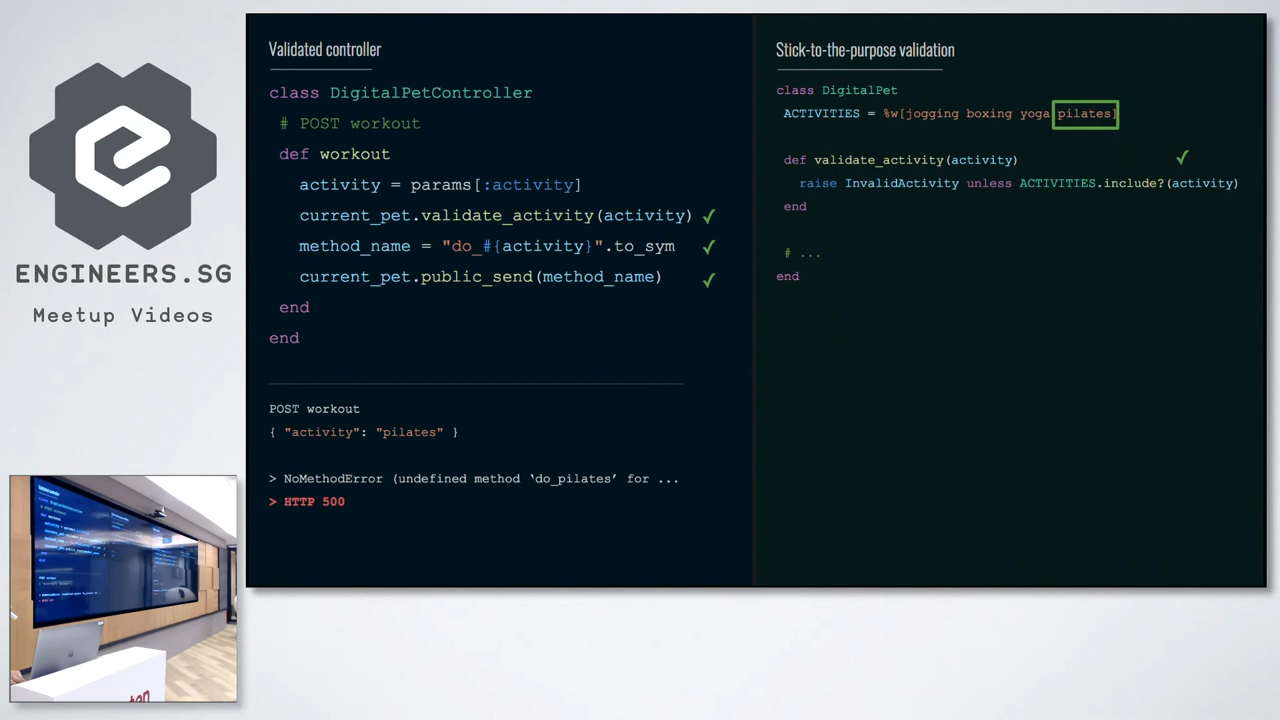 ENGINEERS.SG
Meetup Videos
Validated controller
class DigitalPetController
# POST workout
def workout
activity = params[:activity]
current_pet.validate_activity(activity) ✓
method_name = "do_#{activity}".to_sym ✓
current_pet.public_send(method_name) ✓
end
end
POST workout
{ "activity": "pilates" }
> NoMethodError (undefined method ‘do_pilates’ for ...
> HTTP 500
Stick-to-the-purpose validation
class DigitalPet
ACTIVITIES = %w[jogging boxing yoga pilates]
def validate_activity(activity) ✓
raise InvalidActivity unless ACTIVITIES.include?(activity)
end
# ...
end